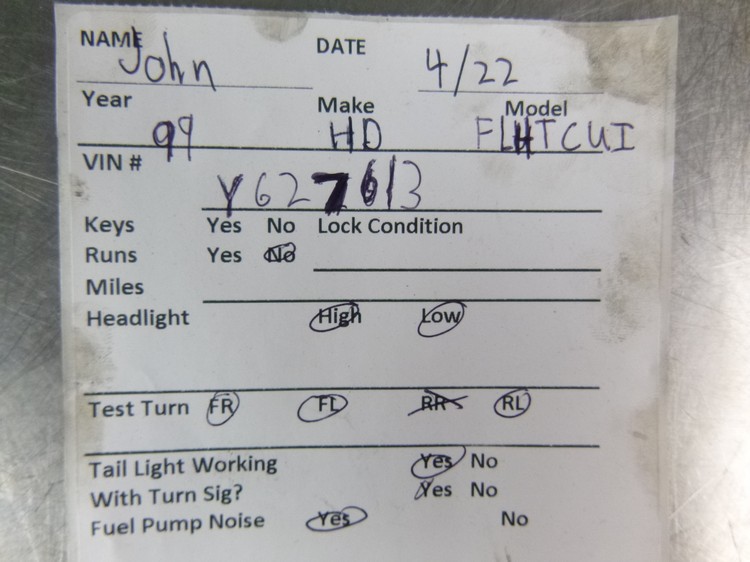 NAME John DATE 4/22
Year 99 Make HD Model FLHTCUI
VIN # Y627613
Keys Yes No Lock Condition
Runs Yes No
Miles
Headlight High Low
Test Turn FR FL RR RL
Tail Light Working Yes No
With Turn Sig? Yes No
Fuel Pump Noise Yes No